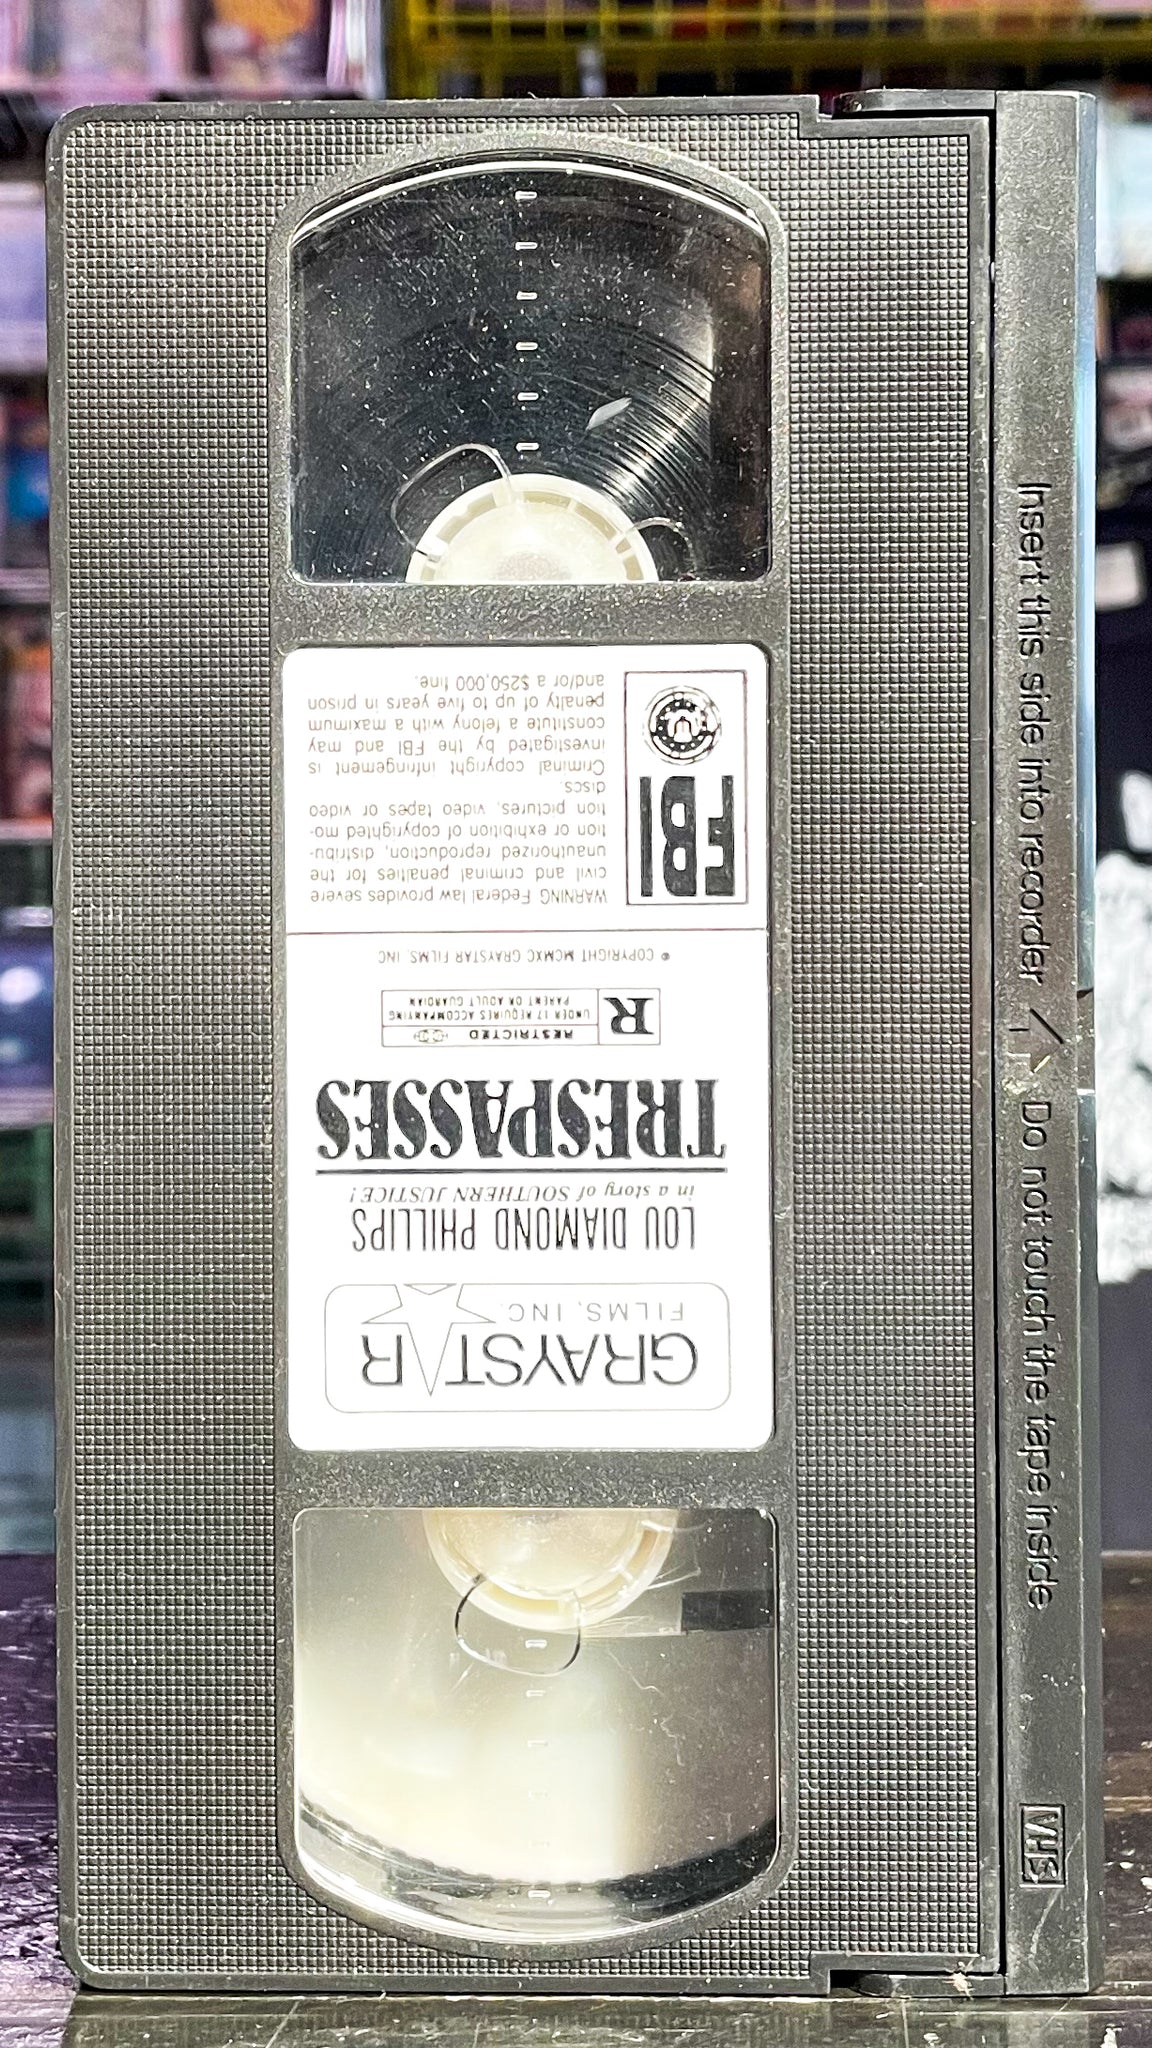 GRAYSTAR
FILMS, INC.
LOU DIAMOND PHILLIPS
in a story of SOUTHERN JUSTICE!
TRESPASSES
R
RESTRICTED
UNDER 17 REQUIRES ACCOMPANYING
PARENT OR ADULT GUARDIAN
© COPYRIGHT MCMXC GRAYSTAR FILMS, INC
FBI
WARNING Federal law provides severe
civil and criminal penalties for the
unauthorized reproduction, distribu-
tion or exhibition of copyrighted mo-
tion pictures, video tapes or video
discs.
Criminal copyright infringement is
investigated by the FBI and may
constitute a felony with a maximum
penalty of up to five years in prison
and/or a $250,000 fine.
Insert this side into recorder Do not touch the tape inside
VHS